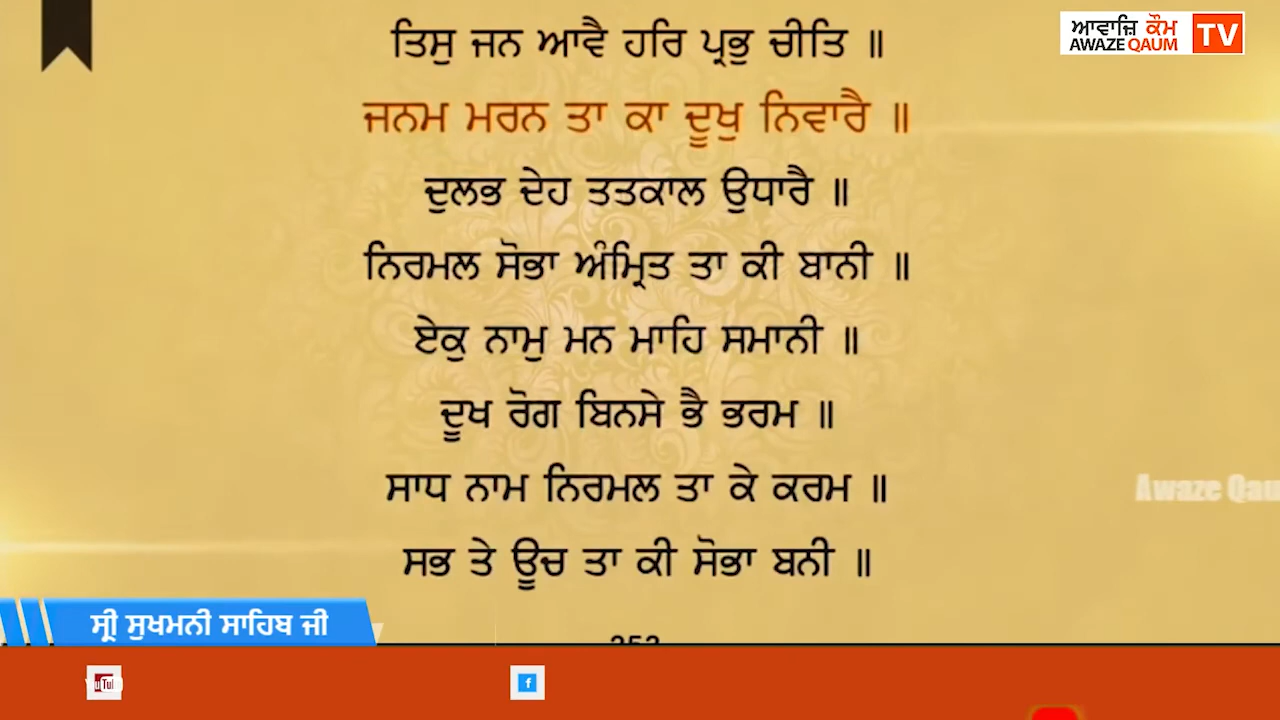 ਆਵਾਜ਼ਿ ਕੌਮ
AWAZE QAUM
TV
ਤਿਸੁ ਜਨ ਆਵੈ ਹਰਿ ਪ੍ਰਭੁ ਚੀਤਿ ॥
ਜਨਮ ਮਰਨ ਤਾ ਕਾ ਦੂਖੁ ਨਿਵਾਰੈ ॥
ਦੁਲਭ ਦੇਹ ਤਤਕਾਲ ਉਧਾਰੈ ॥
ਨਿਰਮਲ ਸੋਭਾ ਅੰਮ੍ਰਿਤ ਤਾ ਕੀ ਬਾਨੀ ॥
ਏਕੁ ਨਾਮੁ ਮਨ ਮਾਹਿ ਸਮਾਨੀ ॥
ਦੂਖ ਰੋਗ ਬਿਨਸੇ ਭੈ ਭਰਮ ॥
ਸਾਧ ਨਾਮ ਨਿਰਮਲ ਤਾ ਕੇ ਕਰਮ ॥
Awaze Qau
ਸਭ ਤੇ ਊਚ ਤਾ ਕੀ ਸੋਭਾ ਬਨੀ ॥
ਸ੍ਰੀ ਸੁਖਮਨੀ ਸਾਹਿਬ ਜੀ
f